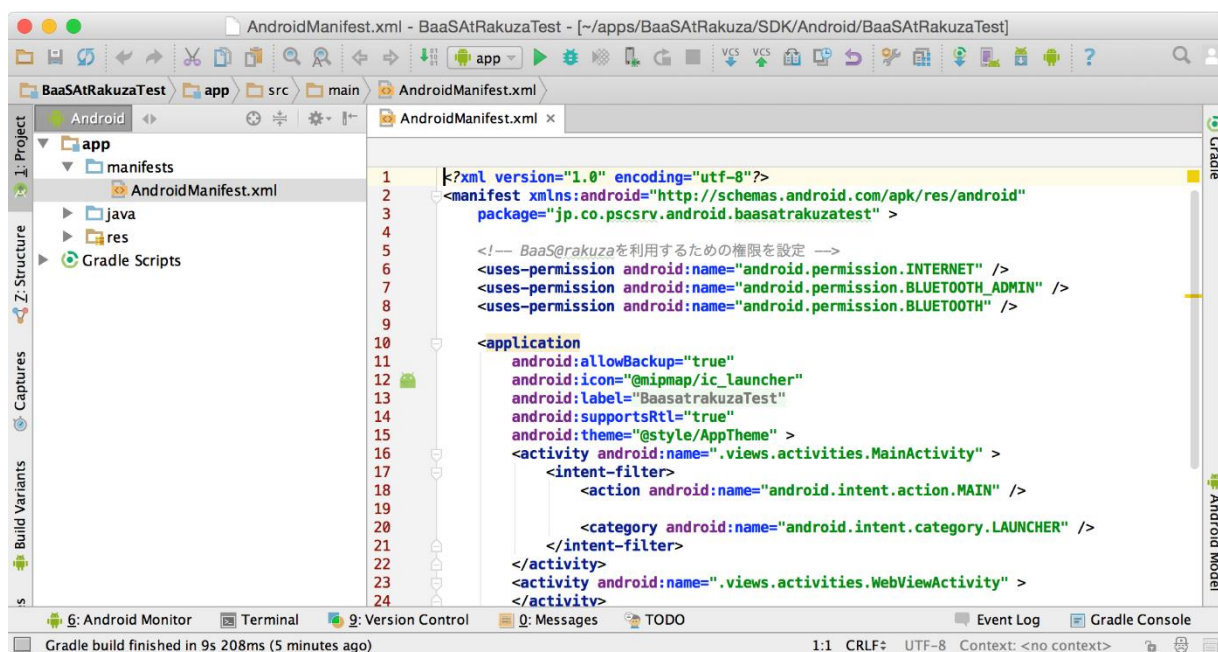 AndroidManifest.xml - BaaSAtRakuzaTest - [~/apps/BaaSAtRakuza/SDK/Android/BaaSAtRakuzaTest]
app
VCS VCS
?
BaaSAtRakuzaTest app src main AndroidManifest.xml
Android
AndroidManifest.xml ×
1: Project
Z: Structure
Captures
Build Variants
app
manifests
AndroidManifest.xml
java
res
Gradle Scripts
1 <?xml version="1.0" encoding="utf-8"?>
2 <manifest xmlns:android="http://schemas.android.com/apk/res/android"
3 package="jp.co.pscsrv.android.baasatrakuzatest" >
4
5 <!-- BaaS@rakuzaを利用するための権限を設定 -->
6 <uses-permission android:name="android.permission.INTERNET" />
7 <uses-permission android:name="android.permission.BLUETOOTH_ADMIN" />
8 <uses-permission android:name="android.permission.BLUETOOTH" />
9
10 <application
11 android:allowBackup="true"
12 android:icon="@mipmap/ic_launcher"
13 android:label="BaasatrakuzaTest"
14 android:supportsRtl="true"
15 android:theme="@style/AppTheme" >
16 <activity android:name=".views.activities.MainActivity" >
17 <intent-filter>
18 <action android:name="android.intent.action.MAIN" />
19
20 <category android:name="android.intent.category.LAUNCHER" />
21 </intent-filter>
22 </activity>
23 <activity android:name=".views.activities.WebViewActivity" >
24 </activity>
Gradle
Android Model
6: Android Monitor Terminal 9: Version Control 0: Messages TODO Event Log Gradle Console
Gradle build finished in 9s 208ms (5 minutes ago) 1:1 CRLF UTF-8 Context: <no context>